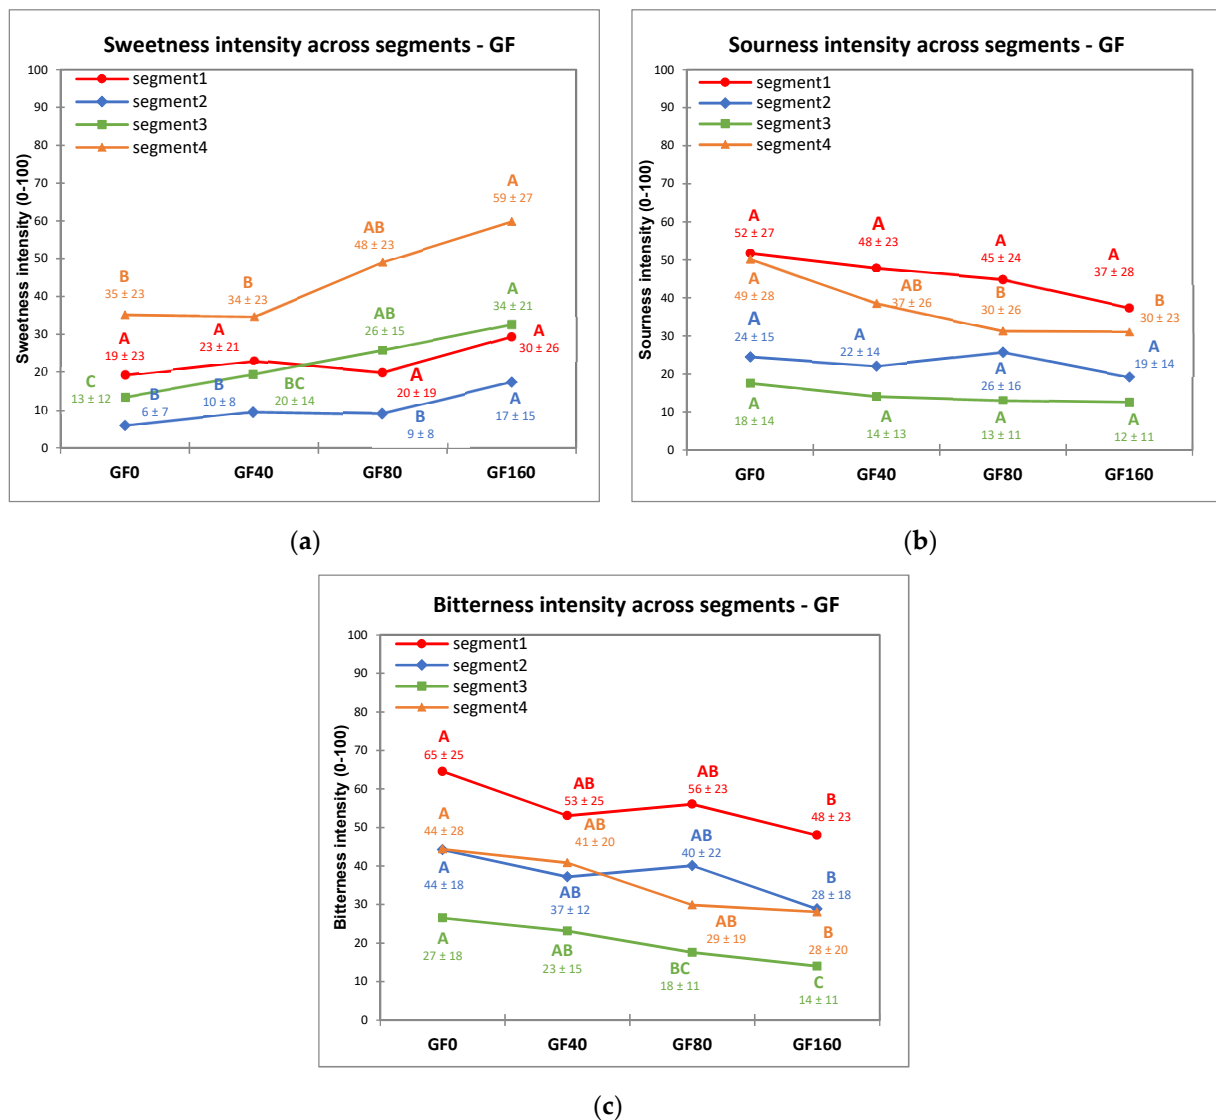 Sweetness intensity across segments - GF
Sweetness intensity (0-100)
100
90
80
70
60
50
40
30
20
10
0
segment1
segment2
segment3
segment4
A
59 ± 27
AB
48 ± 23
B
35 ± 23
B
34 ± 23
A
34 ± 21
AB
26 ± 15
A
19 ± 23
A
23 ± 21
A
30 ± 26
C
13 ± 12
B
6 ± 7
B
10 ± 8
BC
20 ± 14
A
20 ± 19
B
9 ± 8
A
17 ± 15
GF0 GF40 GF80 GF160
(a)
Sourness intensity across segments - GF
Sourness intensity (0-100)
100
90
80
70
60
50
40
30
20
10
0
segment1
segment2
segment3
segment4
A
52 ± 27
A
48 ± 23
A
45 ± 24
A
37 ± 28
A
49 ± 28
AB
37 ± 26
B
30 ± 26
B
30 ± 23
A
24 ± 15
A
22 ± 14
A
26 ± 16
A
19 ± 14
A
18 ± 14
A
14 ± 13
A
13 ± 11
A
12 ± 11
GF0 GF40 GF80 GF160
(b)
Bitterness intensity across segments - GF
Bitterness intensity (0-100)
100
90
80
70
60
50
40
30
20
10
0
segment1
segment2
segment3
segment4
A
65 ± 25
AB
53 ± 25
AB
56 ± 23
B
48 ± 23
A
44 ± 28
AB
41 ± 20
AB
40 ± 22
B
28 ± 18
A
44 ± 18
AB
37 ± 12
AB
29 ± 19
B
28 ± 20
A
27 ± 18
AB
23 ± 15
BC
18 ± 11
C
14 ± 11
GF0 GF40 GF80 GF160
(c)